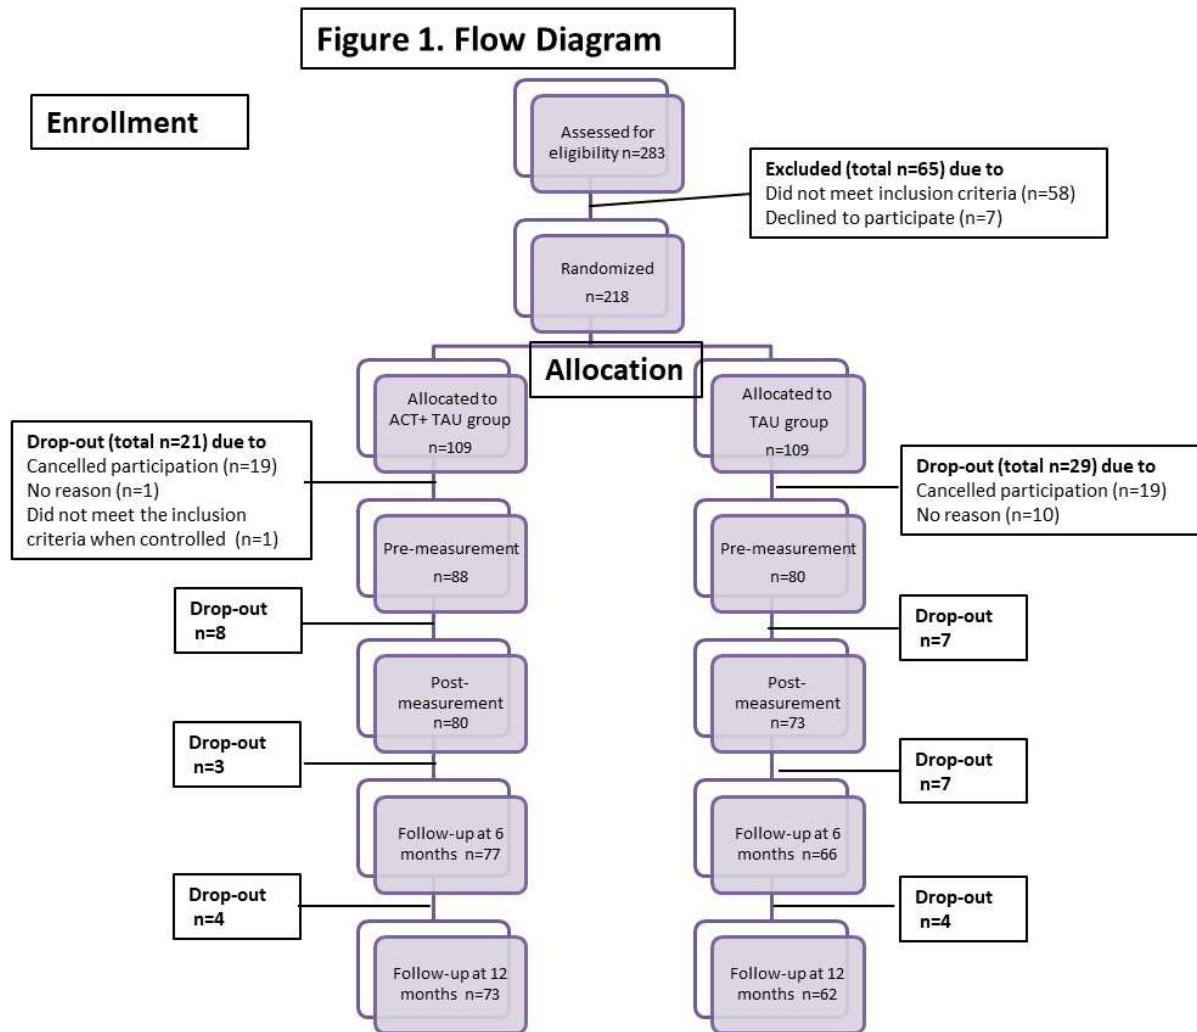 Figure 1. Flow Diagram
Enrollment
Assessed for
eligibility n=283
Excluded (total n=65) due to
Did not meet inclusion criteria (n=58)
Declined to participate (n=7)
Randomized
n=218
Allocation
Allocated to
ACT+ TAU group
n=109
Allocated to
TAU group
n=109
Drop-out (total n=21) due to
Cancelled participation (n=19)
No reason (n=1)
Did not meet the inclusion
criteria when controlled (n=1)
Drop-out (total n=29) due to
Cancelled participation (n=19)
No reason (n=10)
Pre-measurement
n=88
Pre-measurement
n=80
Drop-out
n=8
Drop-out
n=7
Post-
measurement
n=80
Post-
measurement
n=73
Drop-out
n=3
Drop-out
n=7
Follow-up at 6
months n=77
Follow-up at 6
months n=66
Drop-out
n=4
Drop-out
n=4
Follow-up at 12
months n=73
Follow-up at 12
months n=62